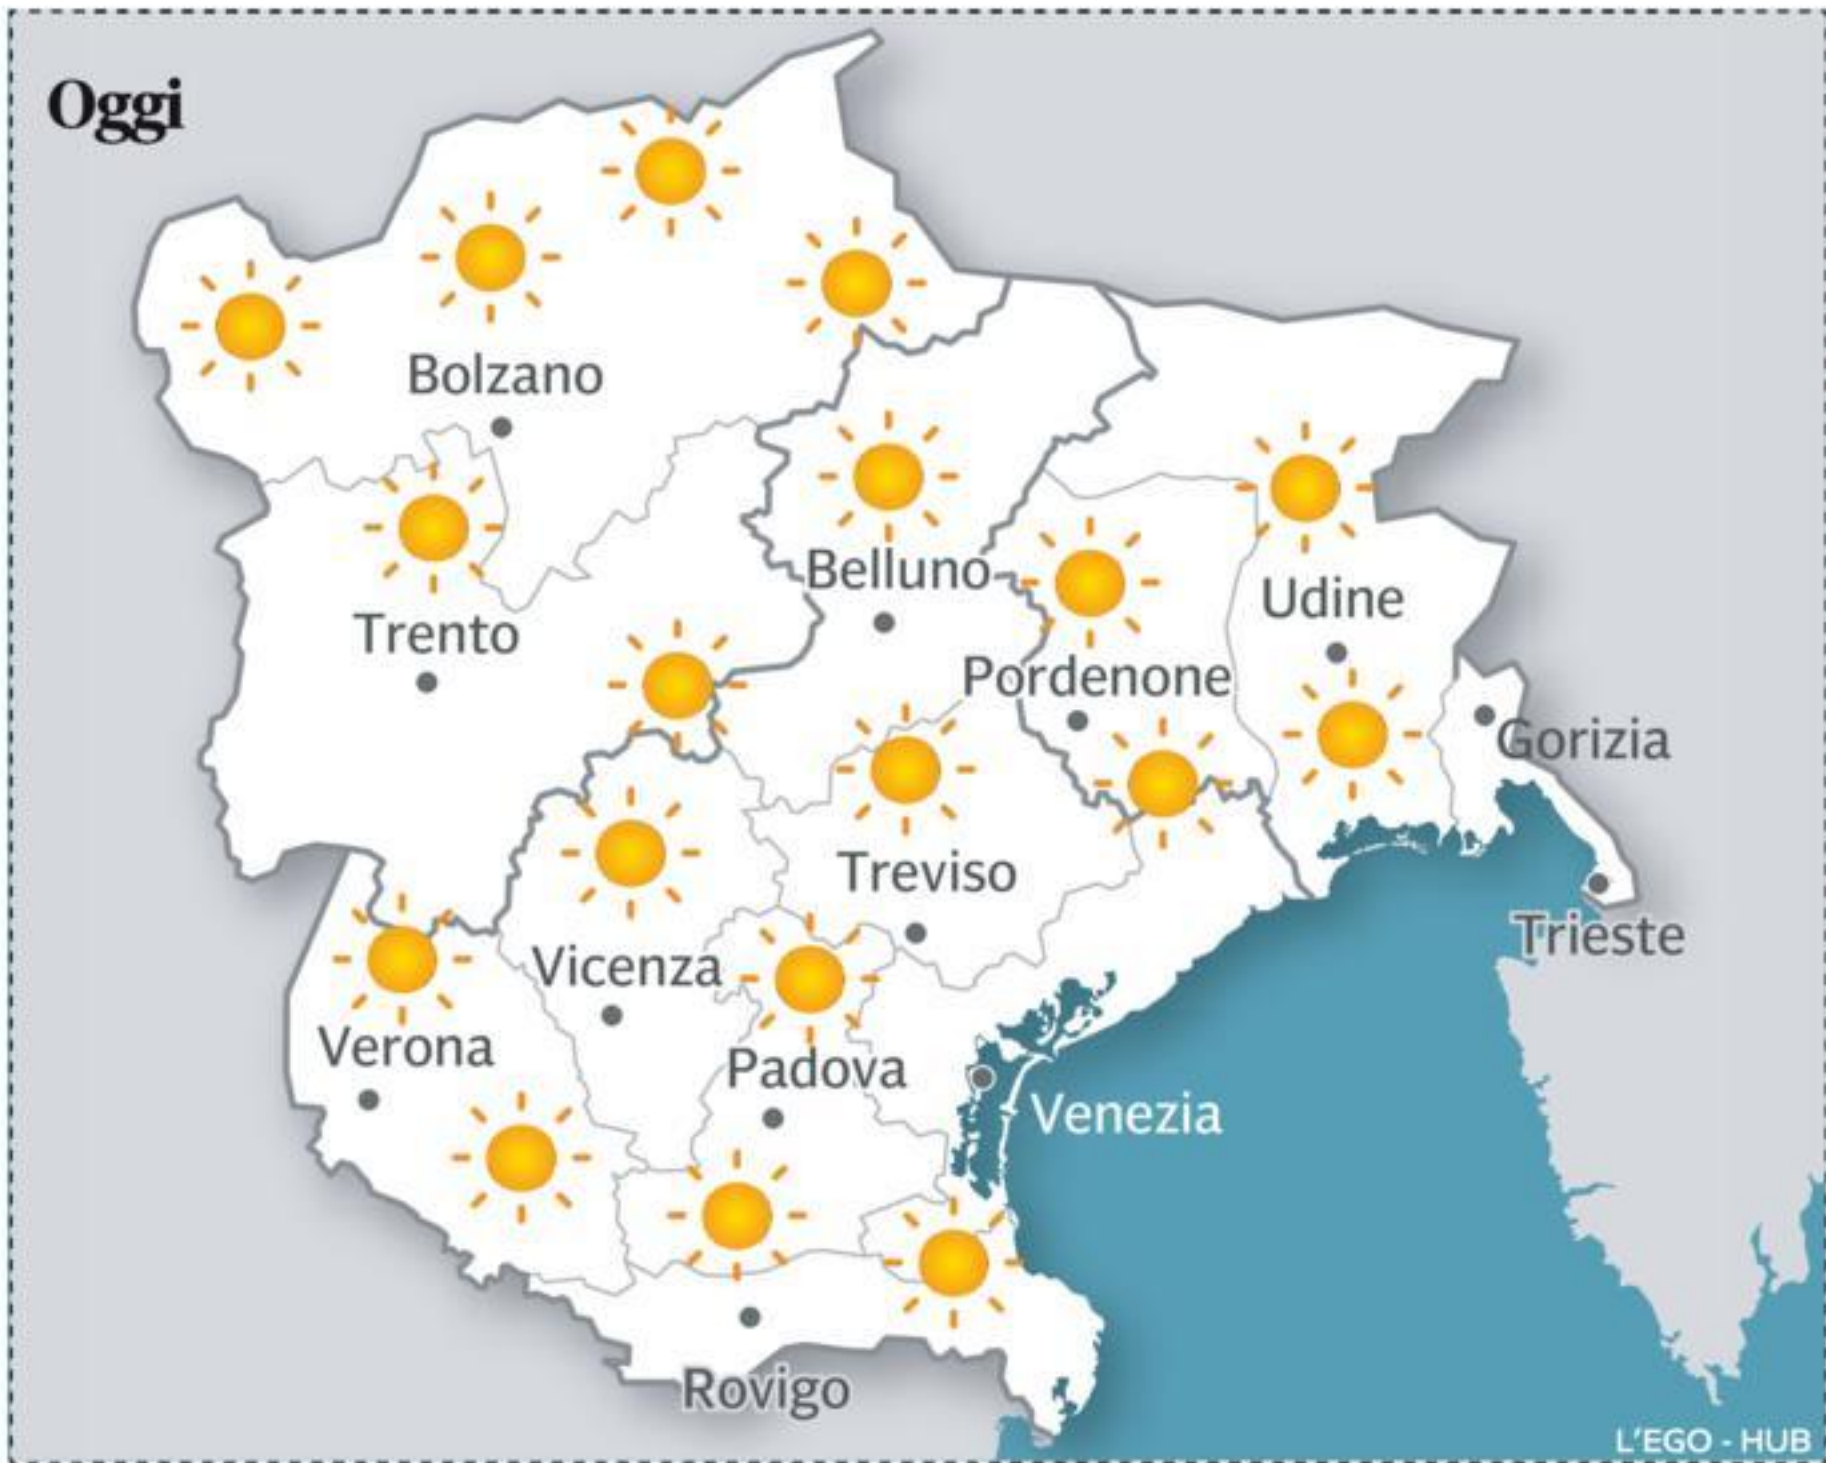 Oggi
Bolzano
Belluno
Udine
Trento
Pordenone
Gorizia
Treviso
Trieste
Vicenza
Verona
Padova
Venezia
Rovigo
L'EGO - HUB